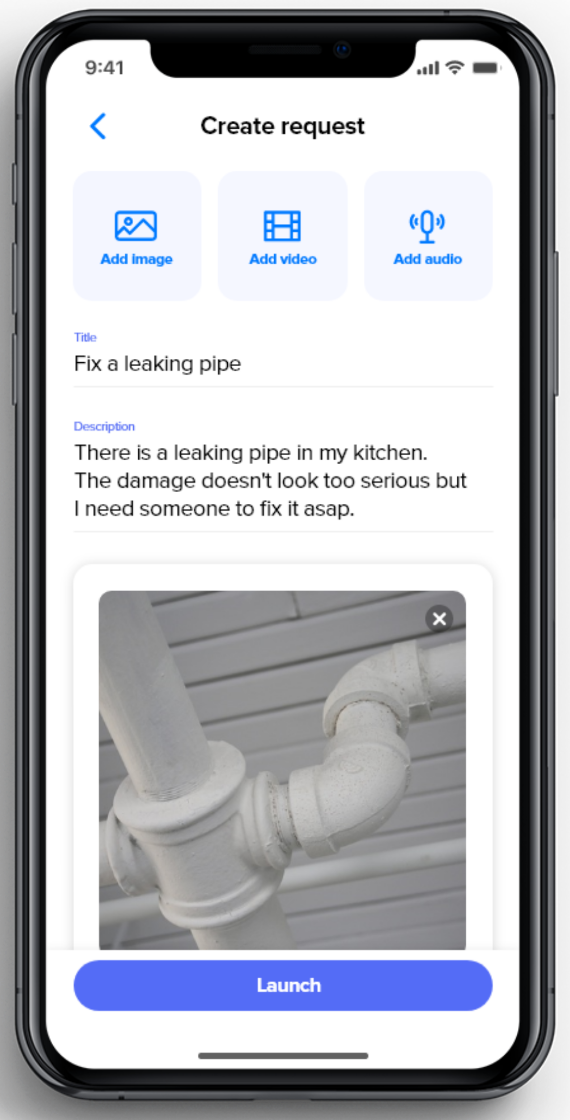 9:41
Create request
Add image
Add video
Add audio
Title
Fix a leaking pipe
Description
There is a leaking pipe in my kitchen.
The damage doesn't look too serious but
I need someone to fix it asap.
Launch